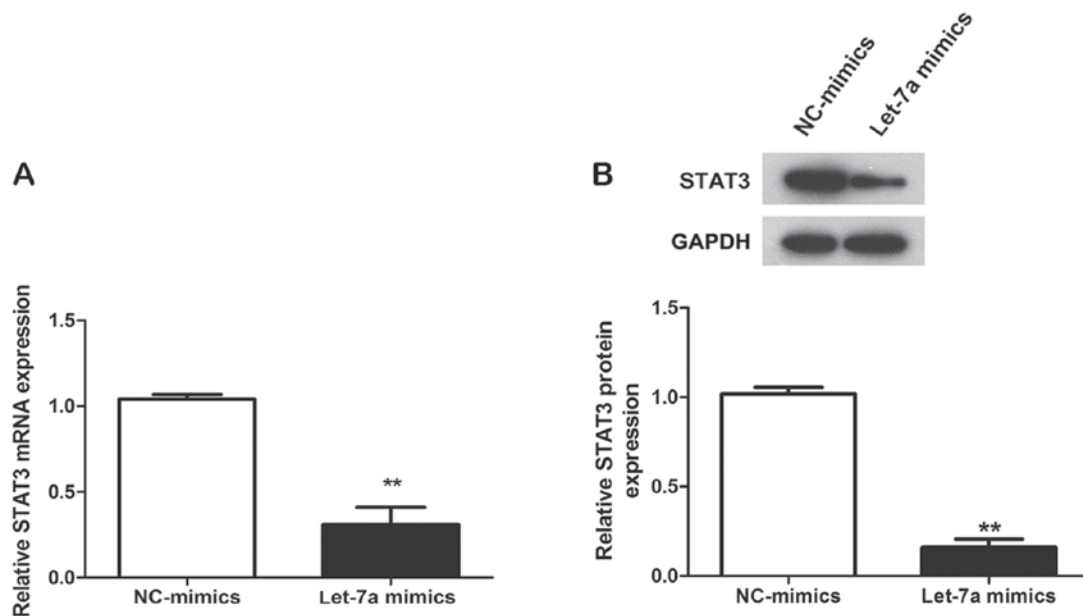 A
Relative STAT3 mRNA expression
1.5
1.0
0.5
0.0
**
NC-mimics
Let-7a mimics
B
NC-mimics
Let-7a mimics
STAT3
GAPDH
Relative STAT3 protein
expression
1.5
1.0
0.5
0.0
**
NC-mimics
Let-7a mimics